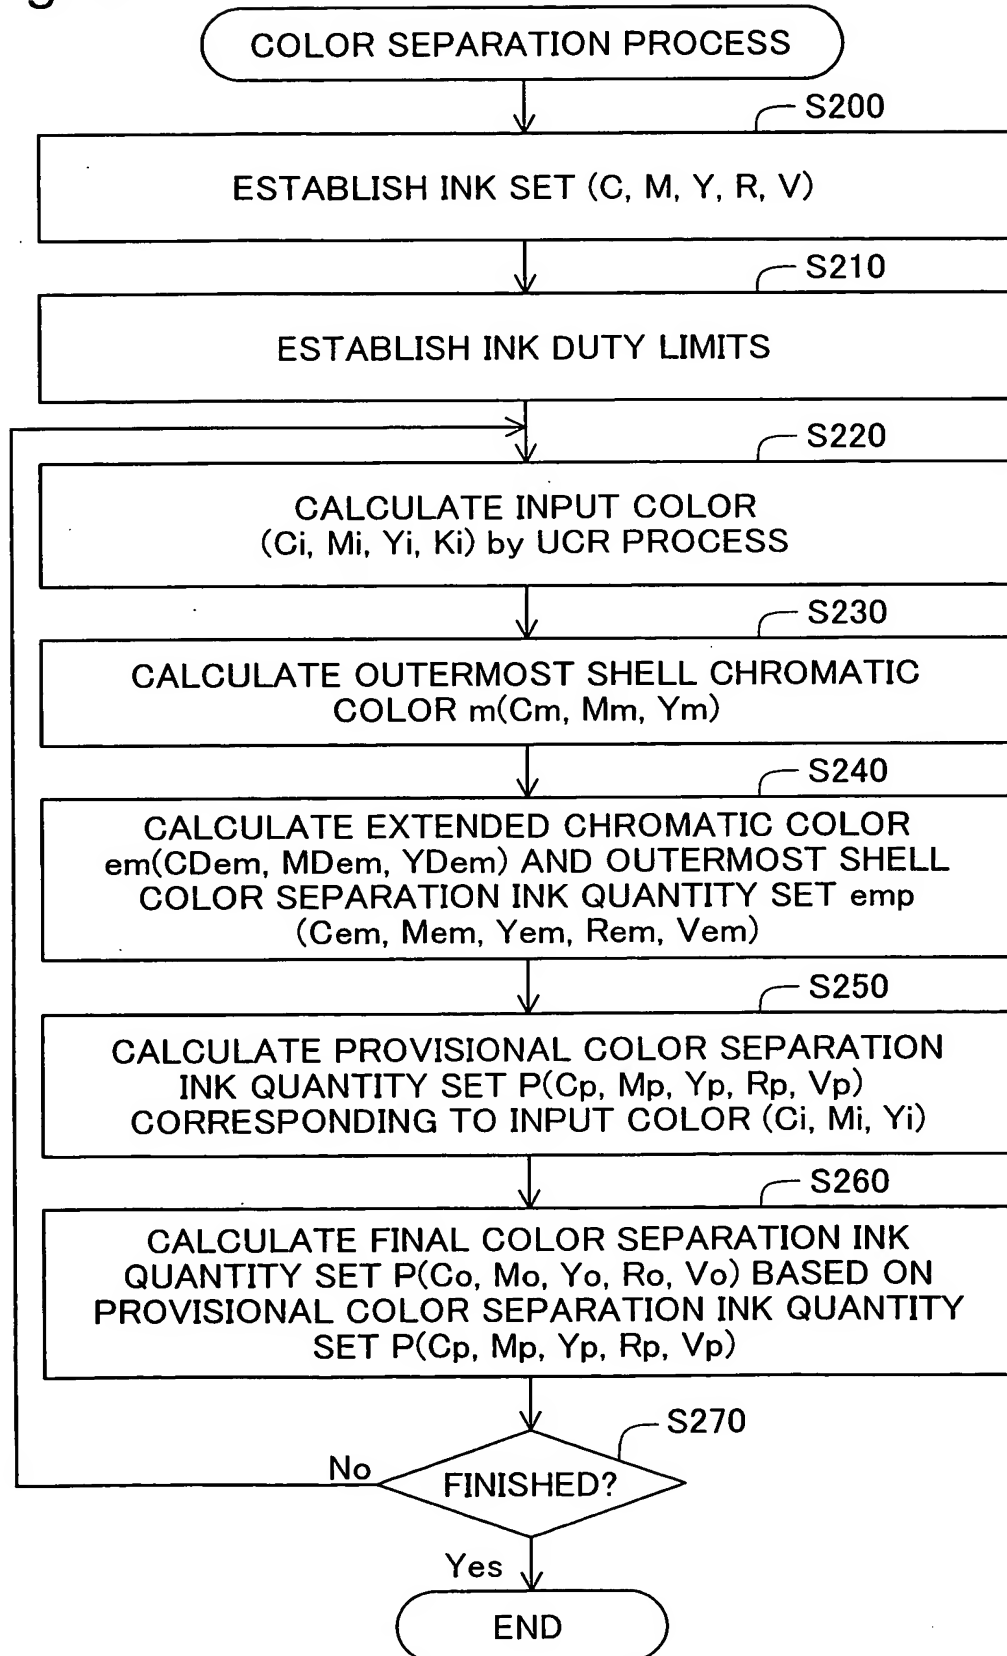 COLOR SEPARATION PROCESS
S200
ESTABLISH INK SET (C, M, Y, R, V)
S210
ESTABLISH INK DUTY LIMITS
S220
CALCULATE INPUT COLOR
(Ci, Mi, Yi, Ki) by UCR PROCESS
S230
CALCULATE OUTERMOST SHELL CHROMATIC
COLOR m(Cm, Mm, Ym)
S240
CALCULATE EXTENDED CHROMATIC COLOR
em(CDem, MDem, YDem) AND OUTERMOST SHELL
COLOR SEPARATION INK QUANTITY SET emp
(Cem, Mem, Yem, Rem, Vem)
S250
CALCULATE PROVISIONAL COLOR SEPARATION
INK QUANTITY SET P(Cp, Mp, Yp, Rp, Vp)
CORRESPONDING TO INPUT COLOR (Ci, Mi, Yi)
S260
CALCULATE FINAL COLOR SEPARATION INK
QUANTITY SET P(Co, Mo, Yo, Ro, Vo) BASED ON
PROVISIONAL COLOR SEPARATION INK QUANTITY
SET P(Cp, Mp, Yp, Rp, Vp)
S270
No
FINISHED?
Yes
END